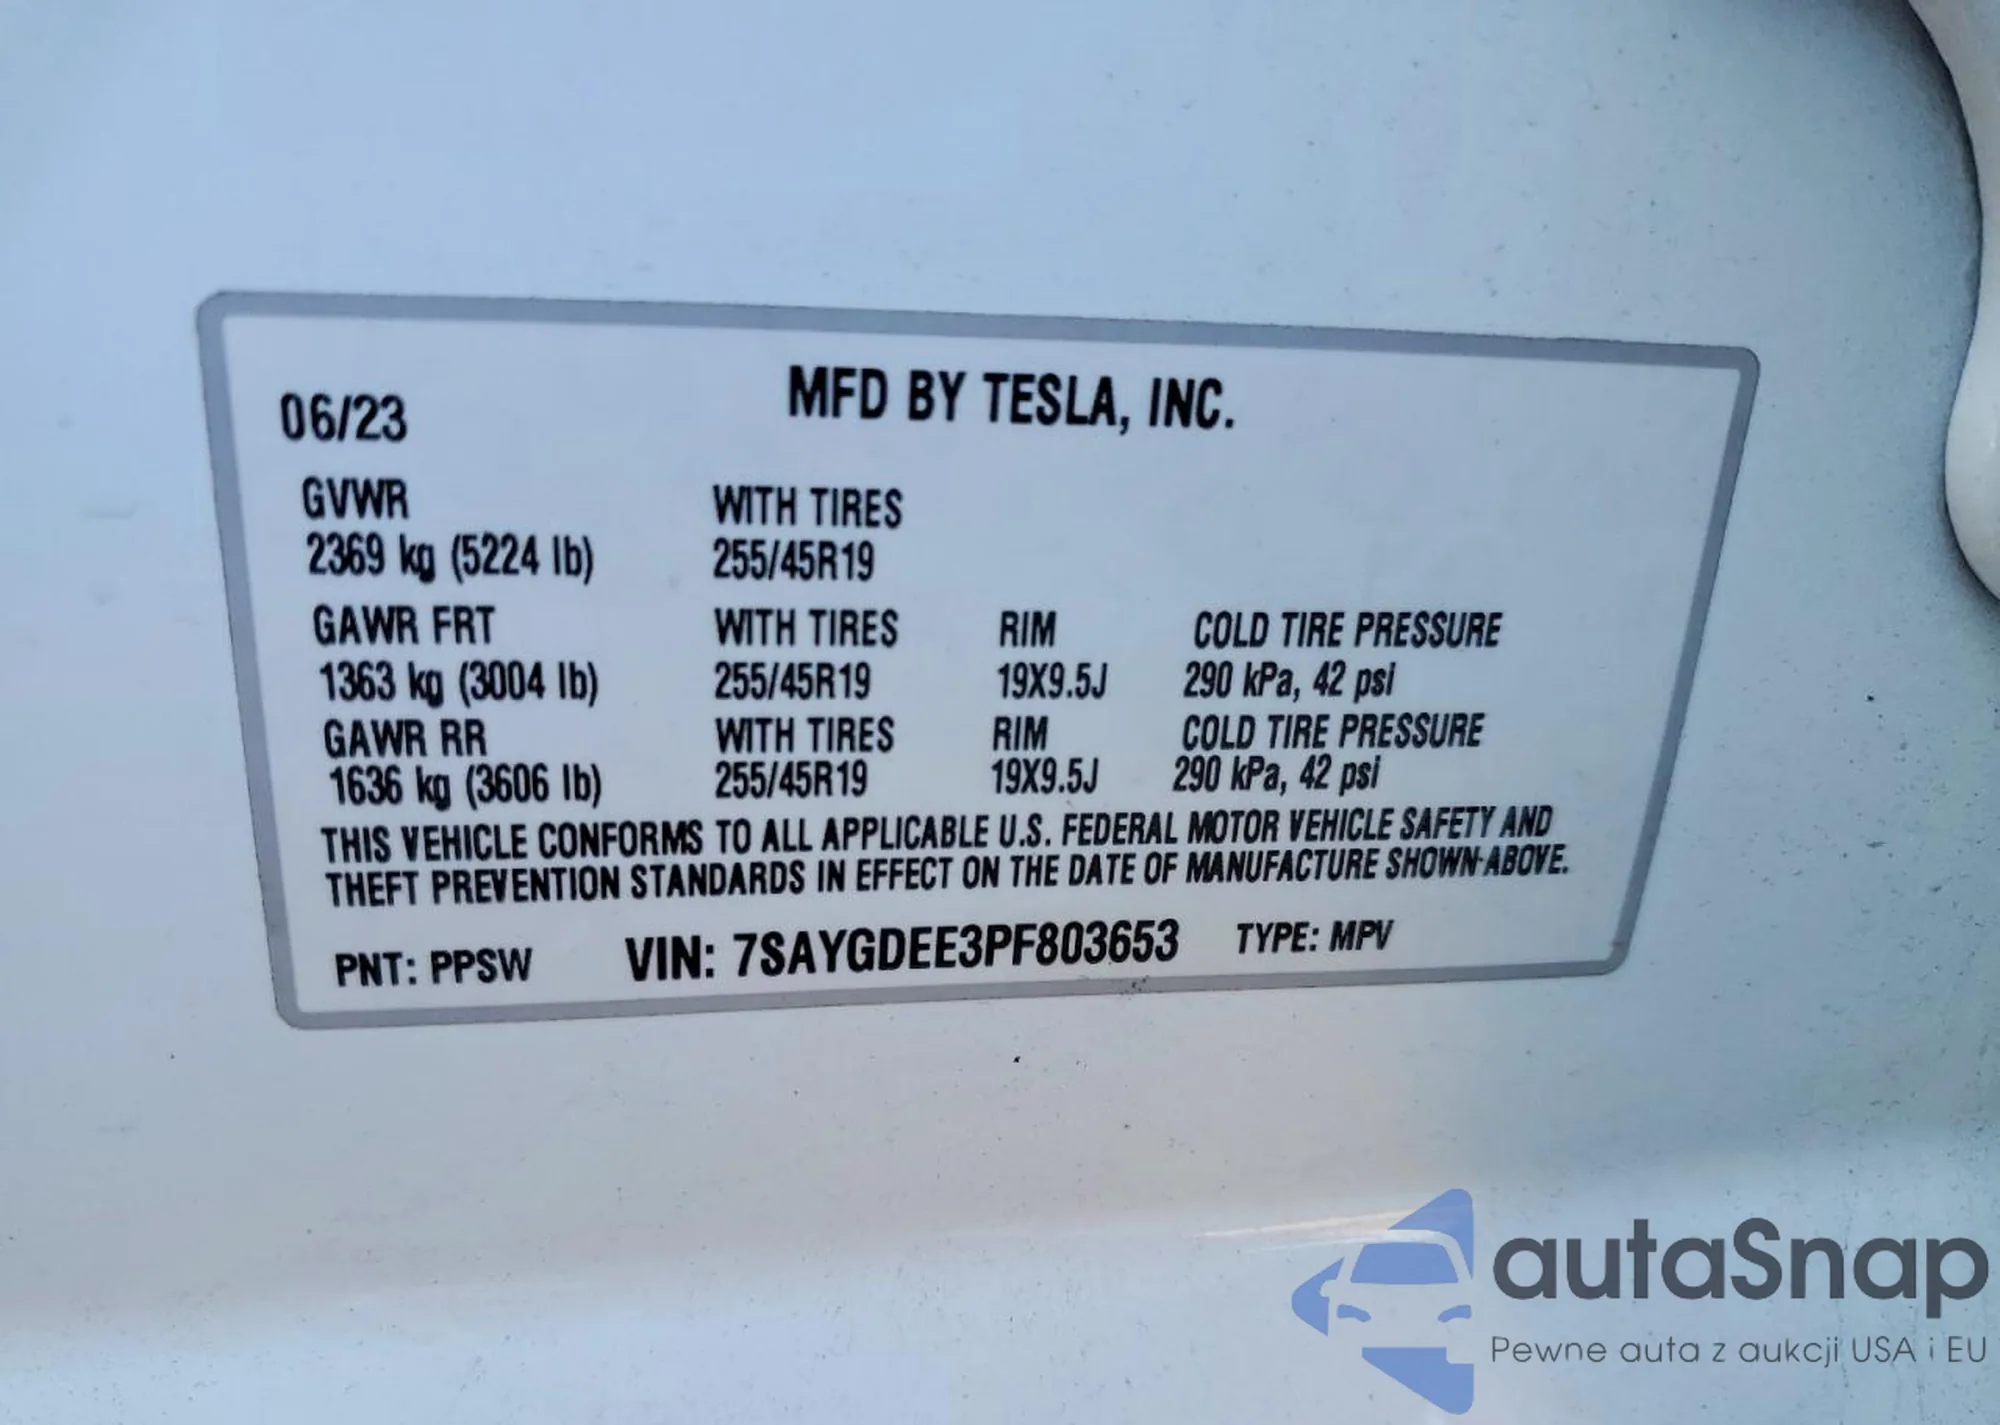 06/23 MFD BY TESLA, INC.
GVWR WITH TIRES
2369 kg (5224 lb) 255/45R19
GAWR FRT WITH TIRES RIM COLD TIRE PRESSURE
1363 kg (3004 lb) 255/45R19 19X9.5J 290 kPa, 42 psi
GAWR RR WITH TIRES RIM COLD TIRE PRESSURE
1636 kg (3606 lb) 255/45R19 19X9.5J 290 kPa, 42 psi
THIS VEHICLE CONFORMS TO ALL APPLICABLE U.S. FEDERAL MOTOR VEHICLE SAFETY AND
THEFT PREVENTION STANDARDS IN EFFECT ON THE DATE OF MANUFACTURE SHOWN ABOVE.
PNT: PPSW VIN: 7SAYGDEE3PF803653 TYPE: MPV
autaSnap
Pewne auta z aukcji USA i EU